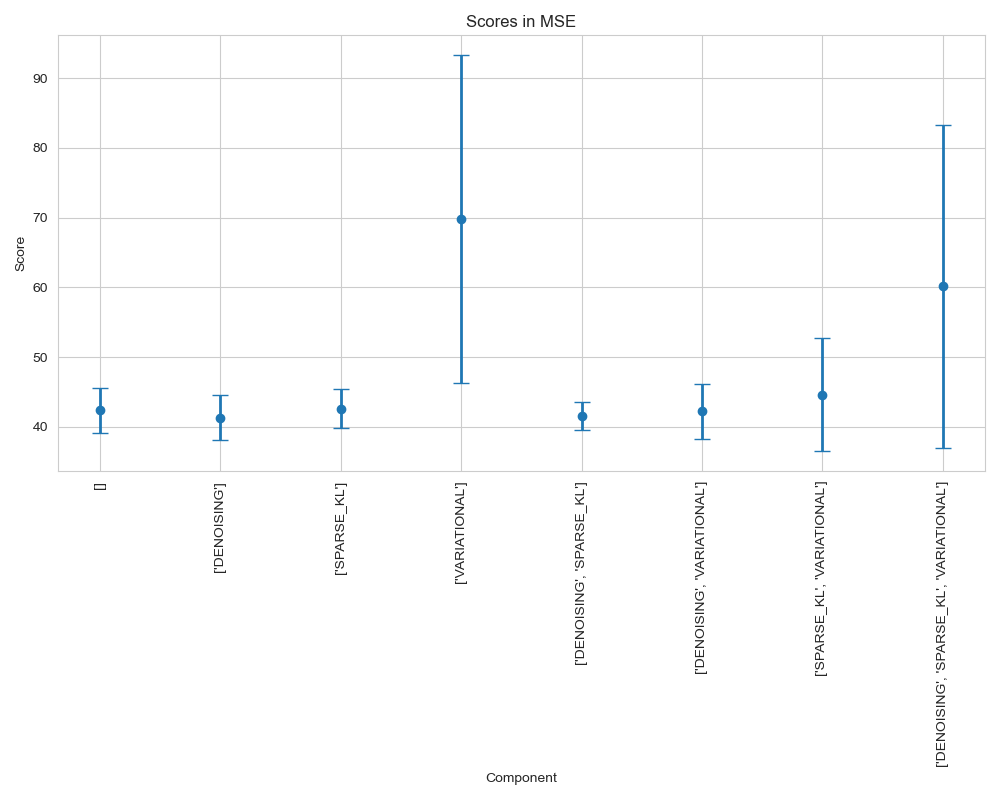 Scores in MSE
Score
90
80
70
60
50
40
[]
['DENOISING']
['SPARSE_KL']
['VARIATIONAL']
['DENOISING', 'SPARSE_KL']
['DENOISING', 'VARIATIONAL']
['SPARSE_KL', 'VARIATIONAL']
['DENOISING', 'SPARSE_KL', 'VARIATIONAL']
Component